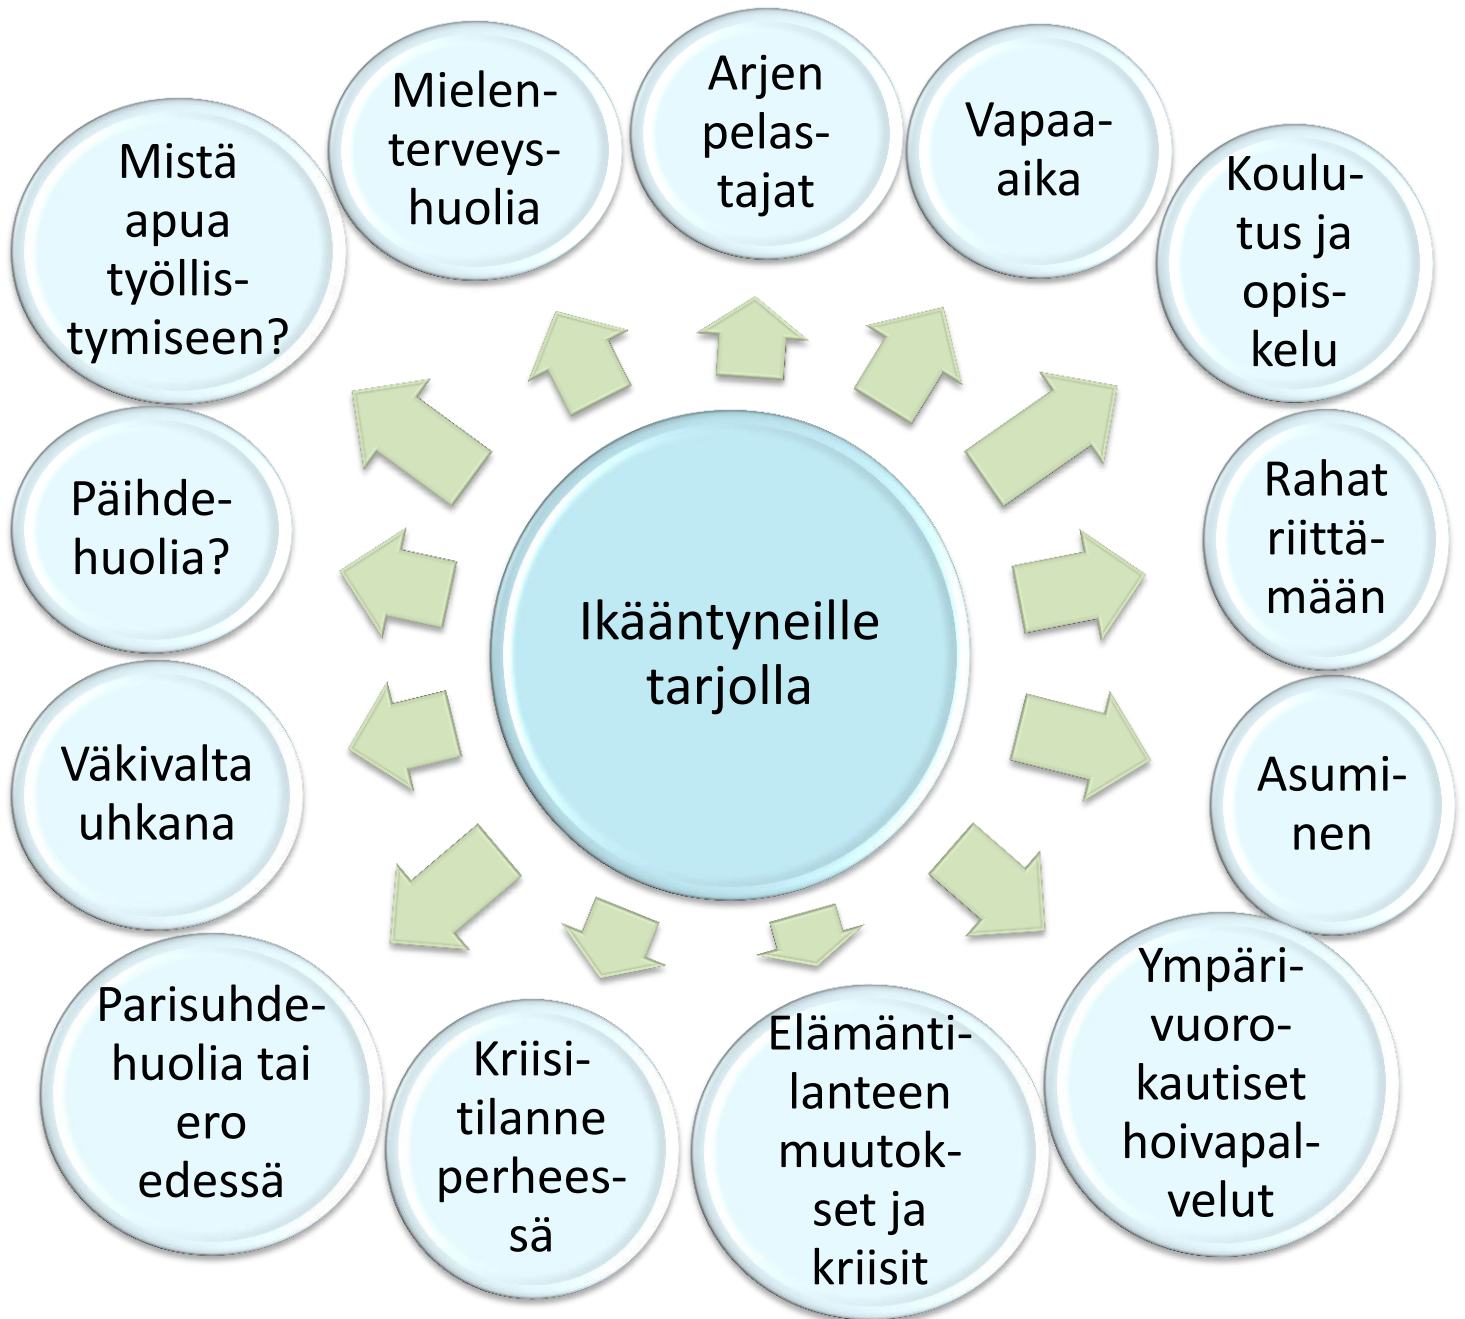 Arjen
pelas-
tajat
Vapaa-
aika
Koulu-
tus ja
opis-
kelu
Rahat
riittä-
mään
Asumi-
nen
Ympäri-
vuoro-
kautiset
hoivapal-
velut
Elämänti-
lanteen
muutok-
set ja
kriisit
Kriisi-
tilanne
perhees-
sä
Parisuhde-
huolia tai
ero
edessä
Väkivalta
uhkana
Päihde-
huolia?
Mistä
apua
työllis-
tymiseen?
Mielen-
terveys-
huolia
Ikääntyneille
tarjolla